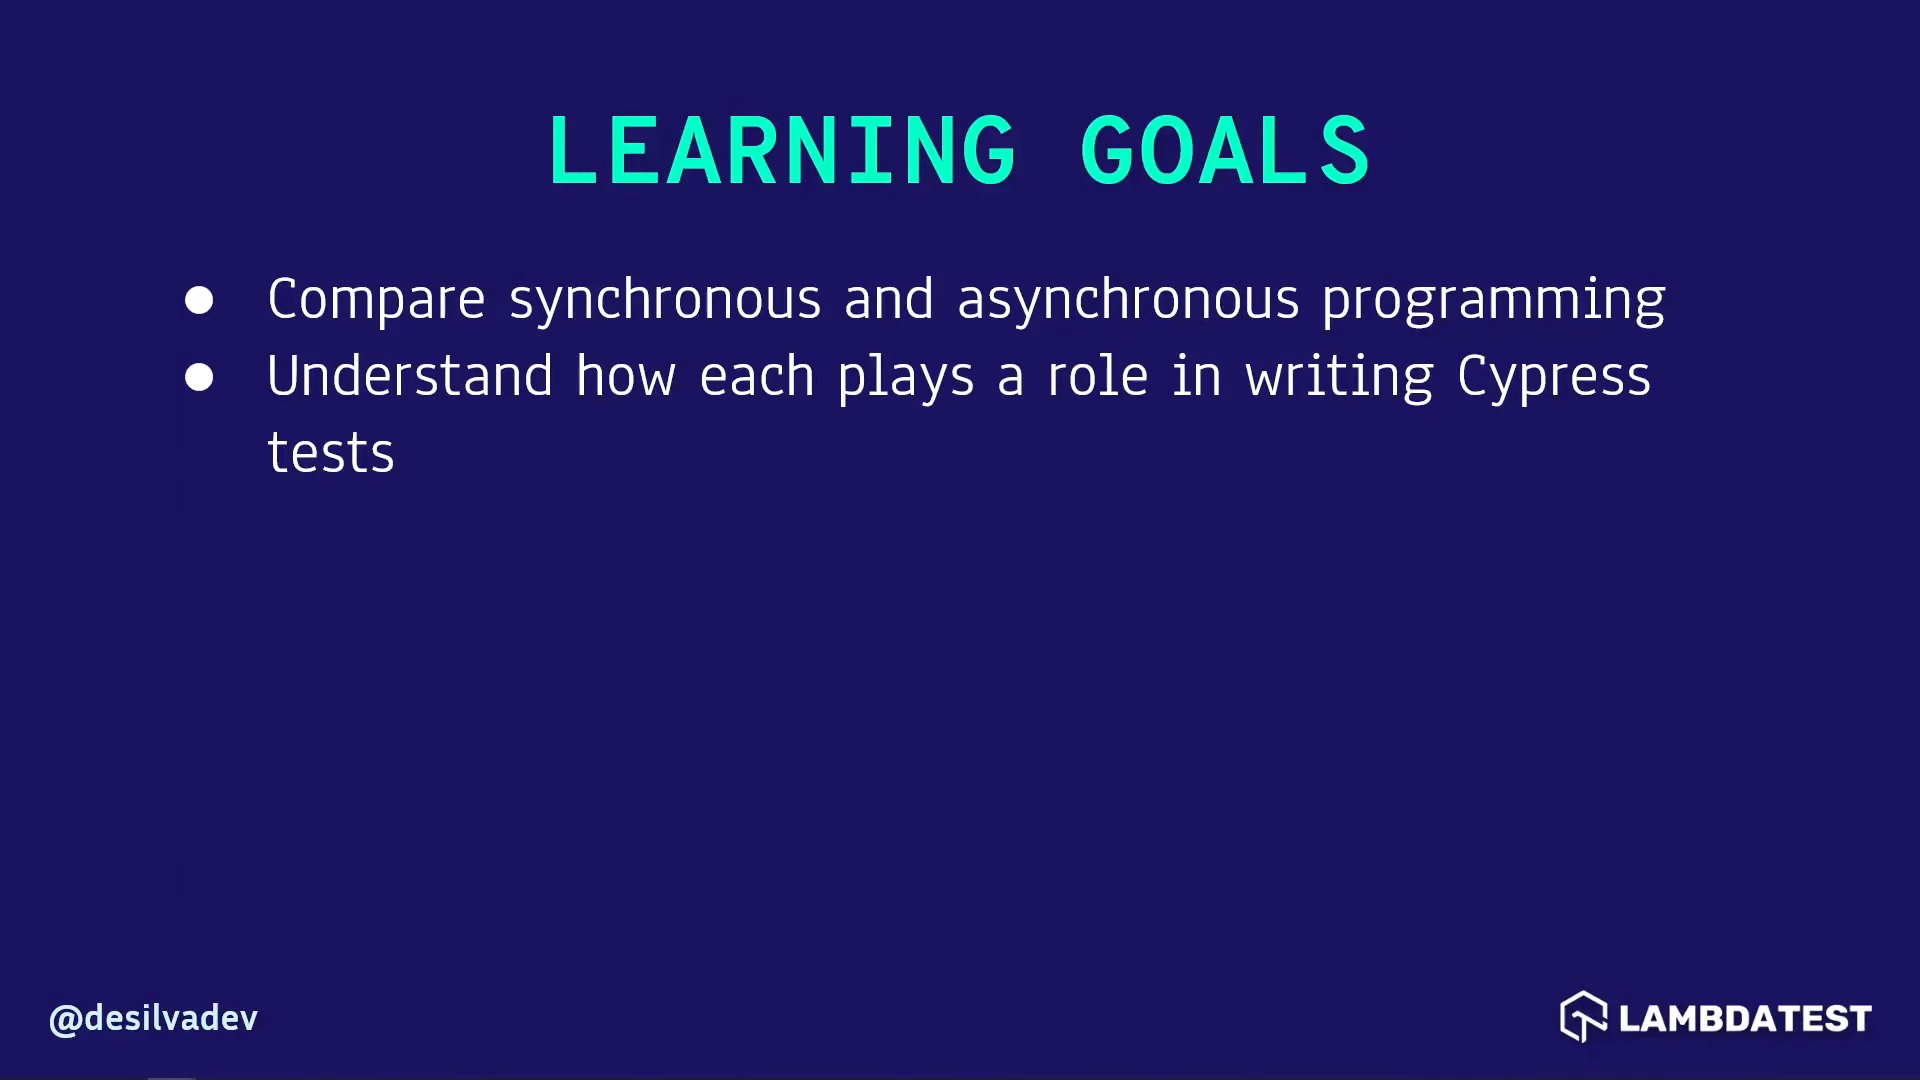 LEARNING GOALS
● Compare synchronous and asynchronous programming
● Understand how each plays a role in writing Cypress
tests
@desilvadev
LAMBDATEST